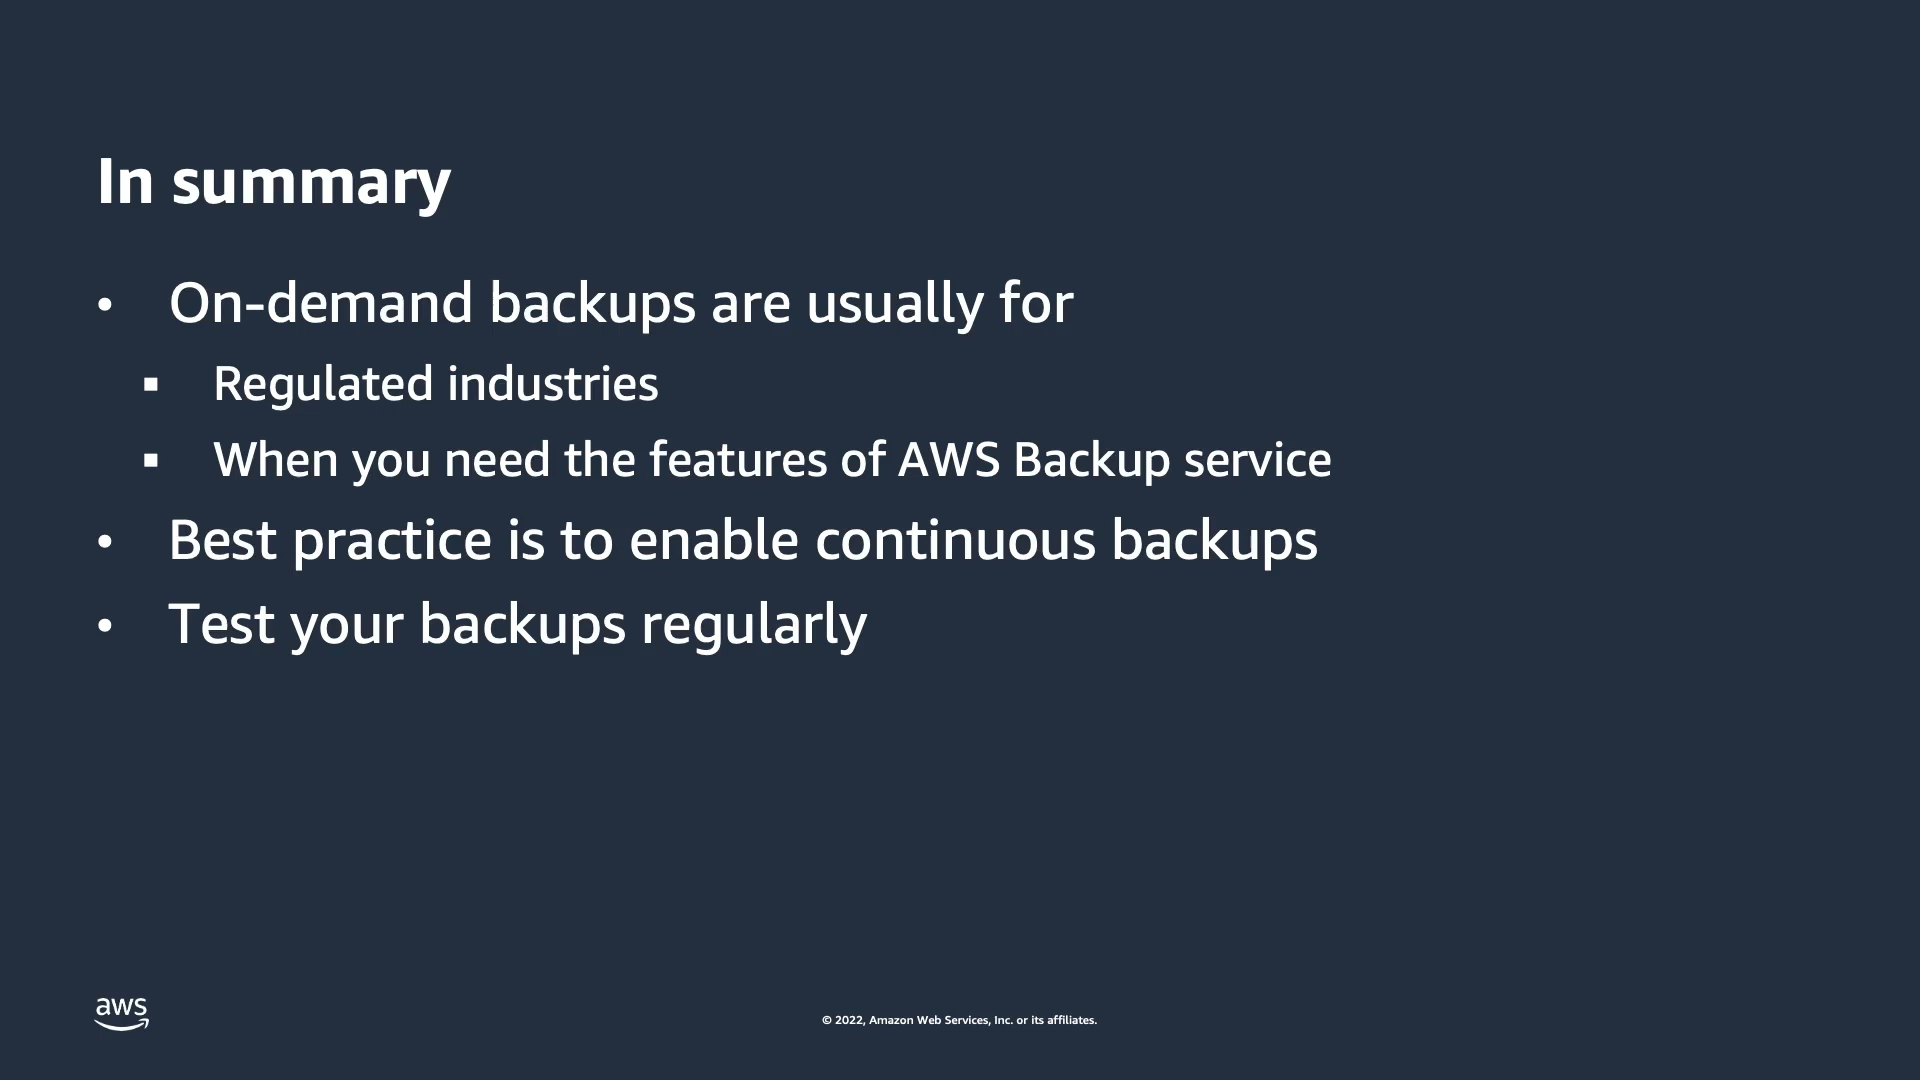 In summary
• On-demand backups are usually for
▪ Regulated industries
▪ When you need the features of AWS Backup service
• Best practice is to enable continuous backups
• Test your backups regularly
aws
© 2022, Amazon Web Services, Inc. or its affiliates.